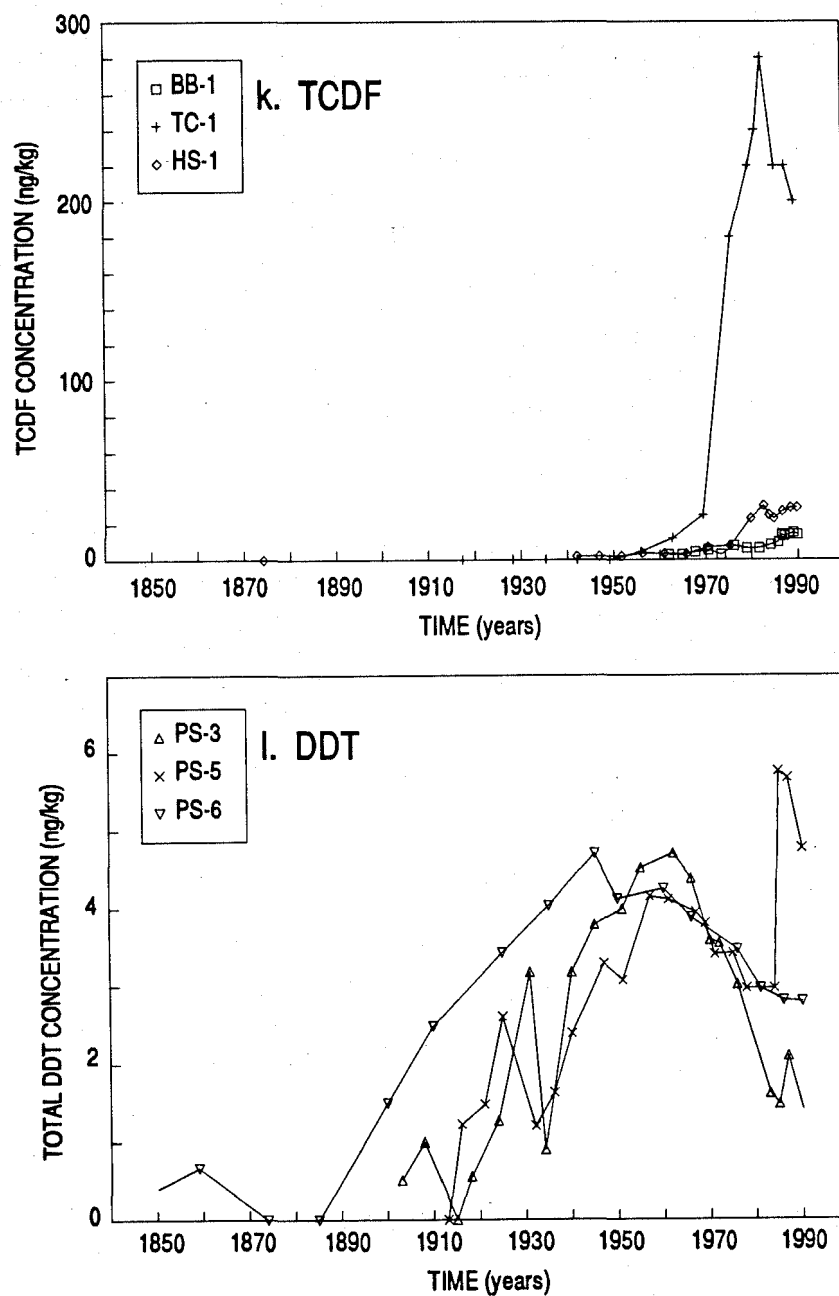 300
BB-1
TC-1
HS-1
k. TCDF
200
100
0
TCDF CONCENTRATION (ng/kg)
1850 1870 1890 1910 1930 1950 1970 1990
TIME (years)
6
PS-3
PS-5
PS-6
l. DDT
4
2
0
TOTAL DDT CONCENTRATION (ng/kg)
1850 1870 1890 1910 1930 1950 1970 1990
TIME (years)